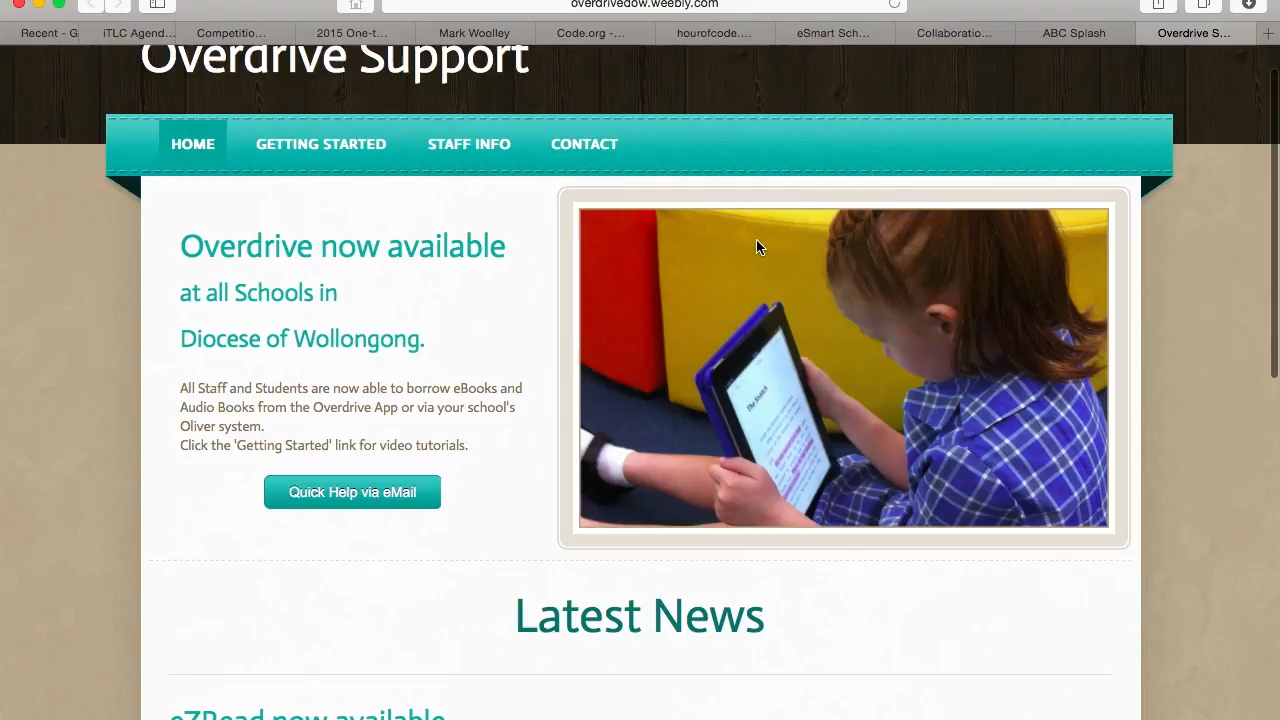 overdrivedow.weebly.com
Recent - G
iTLC Agend...
Competitio...
2015 One-t...
Mark Woolley
Code.org -...
hourofcode....
eSmart Sch...
Collaboratio...
ABC Splash
Overdrive S...
Overdrive Support
HOME
GETTING STARTED
STAFF INFO
CONTACT
Overdrive now available
at all Schools in
Diocese of Wollongong.
All Staff and Students are now able to borrow eBooks and
Audio Books from the Overdrive App or via your school's
Oliver system.
Click the 'Getting Started' link for video tutorials.
Quick Help via eMail
Latest News
eZRead now available